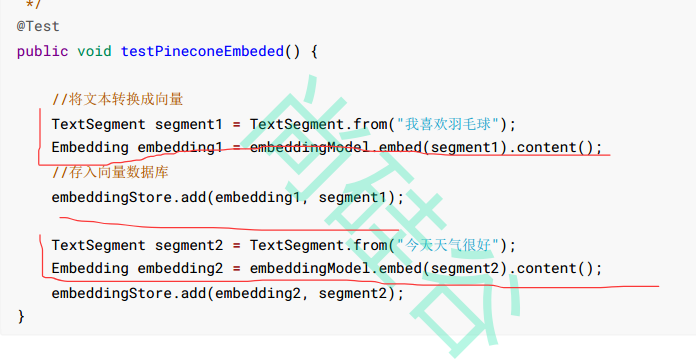 */
@Test
public void testPineconeEmbeded() {
//将文本转换成向量
TextSegment segment1 = TextSegment.from("我喜欢羽毛球");
Embedding embedding1 = embeddingModel.embed(segment1).content();
//存入向量数据库
embeddingStore.add(embedding1, segment1);
TextSegment segment2 = TextSegment.from("今天天气很好");
Embedding embedding2 = embeddingModel.embed(segment2).content();
embeddingStore.add(embedding2, segment2);
}
尚硅谷